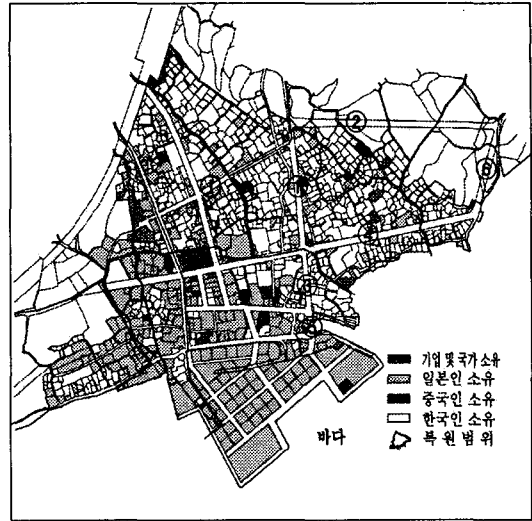 ②
⑥
기업 및 국가 소유
일본인 소유
중국인 소유
한국인 소유
복 원 범 위
바다